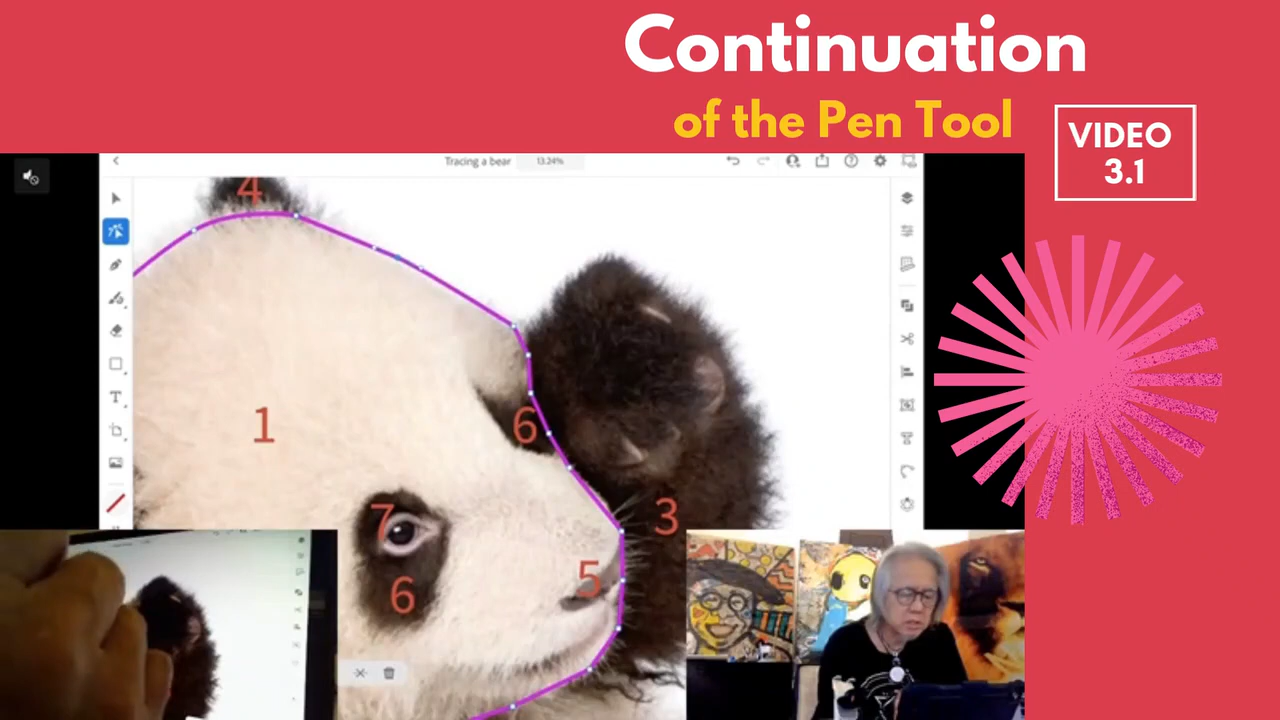 Continuation
of the Pen Tool
VIDEO
3.1
Tracing a bear
13.24%
4
1
6
7
3
5
6